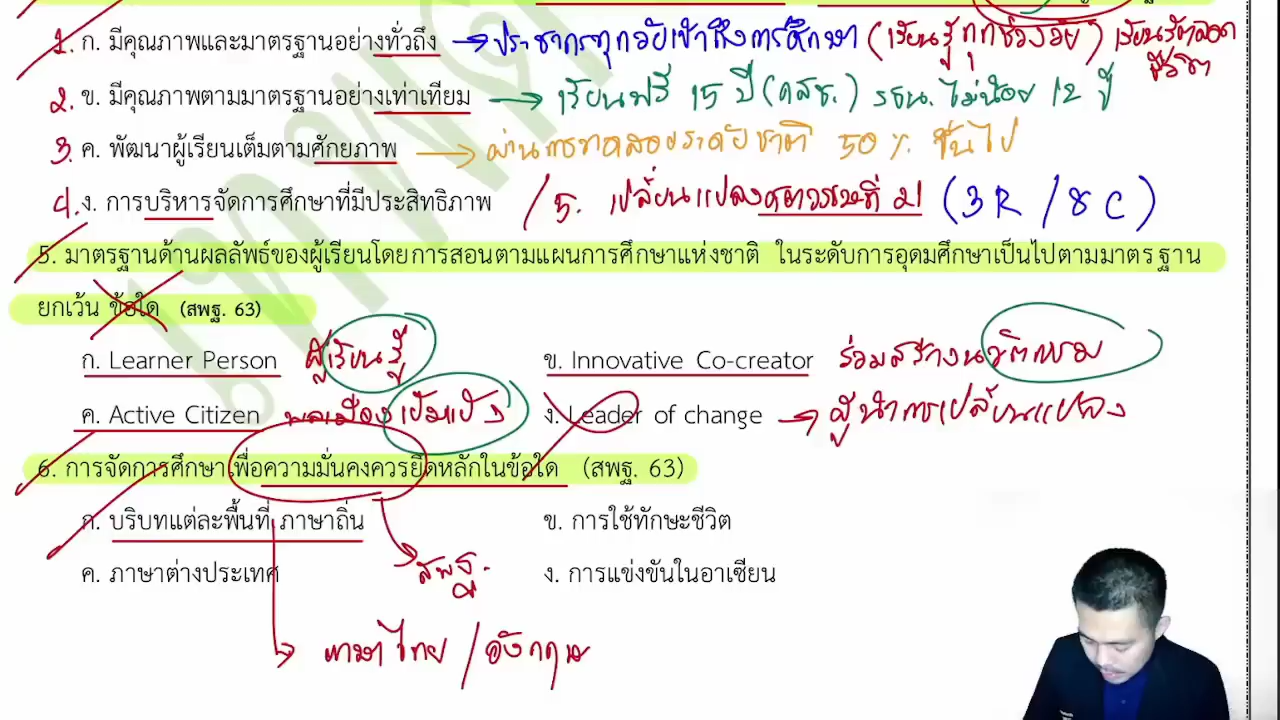 1. ก. มีคุณภาพและมาตรฐานอย่างทั่วถึง → ประชากรทุกวัยเข้าถึงการศึกษา (เรียนรู้ทุกช่วงวัย) เรียนรู้ตลอดชีวิต
2. ข. มีคุณภาพตามมาตรฐานอย่างเท่าเทียม → เรียนฟรี 15 ปี (คสช.) รธน. ไม่น้อย 12 ปี
3. ค. พัฒนาผู้เรียนเต็มตามศักยภาพ → ผ่านการทดสอบระดับชาติ 50 % ขึ้นไป
4. ง. การบริหารจัดการศึกษาที่มีประสิทธิภาพ / 5. เปลี่ยนแปลงศตวรรษที่ 21 (3R / 8C)
5. มาตรฐานด้านผลลัพธ์ของผู้เรียนโดยการสอนตามแผนการศึกษาแห่งชาติ ในระดับการอุดมศึกษาเป็นไปตามมาตรฐาน
ยกเว้น ข้อใด (สพฐ. 63)
ก. Learner Person ผู้เรียนรู้ ข. Innovative Co-creator ร่วมสร้างนวัตกรรม
ค. Active Citizen พลเมืองเข้มแข็ง ง. Leader of change → ผู้นำการเปลี่ยนแปลง
6. การจัดการศึกษาเพื่อความมั่นคงควรยึดหลักในข้อใด (สพฐ. 63)
ก. บริบทแต่ละพื้นที่ ภาษาถิ่น ข. การใช้ทักษะชีวิต
ค. ภาษาต่างประเทศ สพฐ. ง. การแข่งขันในอาเซียน
→ ภาษาไทย / อังกฤษ